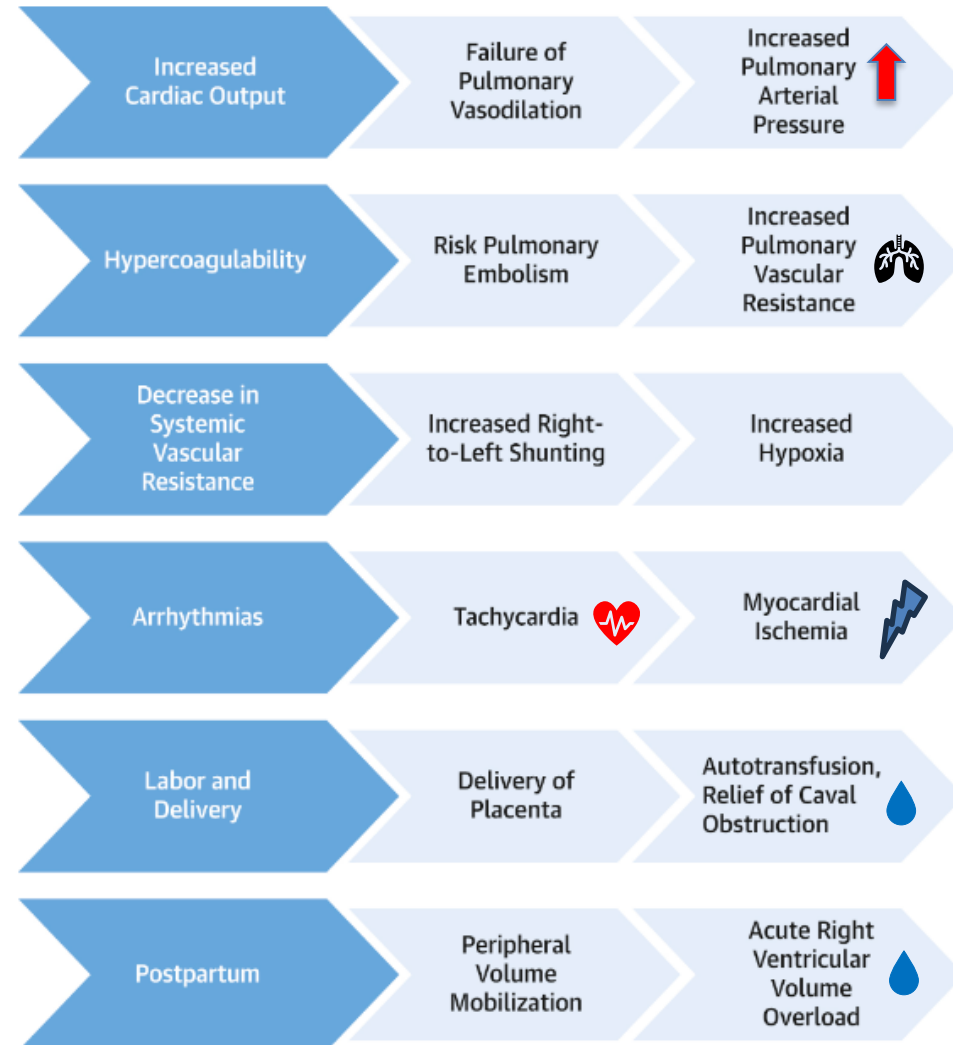 Increased
Cardiac Output
Failure of
Pulmonary
Vasodilation
Increased
Pulmonary
Arterial
Pressure
Hypercoagulability
Risk Pulmonary
Embolism
Increased
Pulmonary
Vascular
Resistance
Decrease in
Systemic
Vascular
Resistance
Increased Right-
to-Left Shunting
Increased
Hypoxia
Arrhythmias
Tachycardia
Myocardial
Ischemia
Labor and
Delivery
Delivery of
Placenta
Autotransfusion,
Relief of Caval
Obstruction
Postpartum
Peripheral
Volume
Mobilization
Acute Right
Ventricular
Volume
Overload